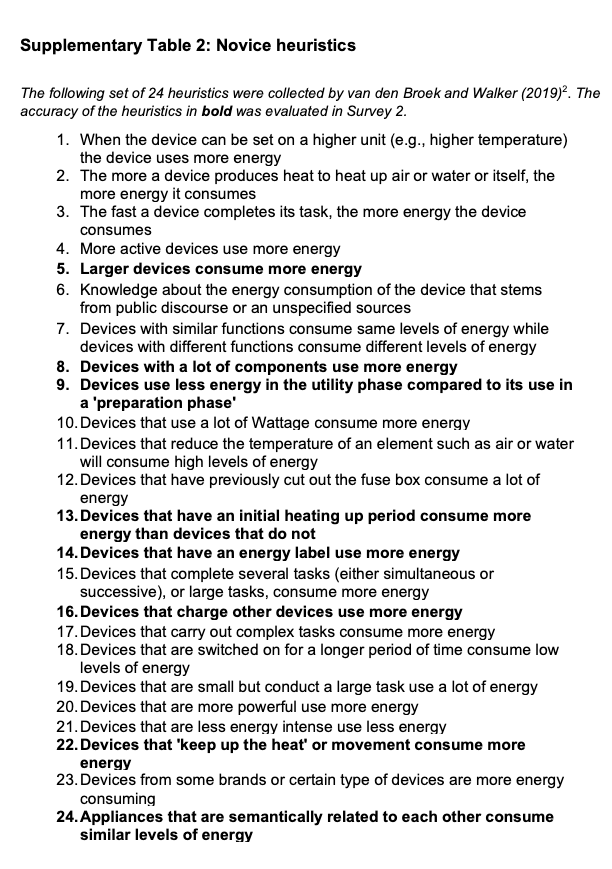 Supplementary Table 2: Novice heuristics
The following set of 24 heuristics were collected by van den Broek and Walker (2019)². The
accuracy of the heuristics in bold was evaluated in Survey 2.
1. When the device can be set on a higher unit (e.g., higher temperature)
the device uses more energy
2. The more a device produces heat to heat up air or water or itself, the
more energy it consumes
3. The fast a device completes its task, the more energy the device
consumes
4. More active devices use more energy
5. Larger devices consume more energy
6. Knowledge about the energy consumption of the device that stems
from public discourse or an unspecified sources
7. Devices with similar functions consume same levels of energy while
devices with different functions consume different levels of energy
8. Devices with a lot of components use more energy
9. Devices use less energy in the utility phase compared to its use in
a 'preparation phase'
10. Devices that use a lot of Wattage consume more energy
11. Devices that reduce the temperature of an element such as air or water
will consume high levels of energy
12. Devices that have previously cut out the fuse box consume a lot of
energy
13. Devices that have an initial heating up period consume more
energy than devices that do not
14. Devices that have an energy label use more energy
15. Devices that complete several tasks (either simultaneous or
successive), or large tasks, consume more energy
16. Devices that charge other devices use more energy
17. Devices that carry out complex tasks consume more energy
18. Devices that are switched on for a longer period of time consume low
levels of energy
19. Devices that are small but conduct a large task use a lot of energy
20. Devices that are more powerful use more energy
21. Devices that are less energy intense use less energy
22. Devices that 'keep up the heat' or movement consume more
energy
23. Devices from some brands or certain type of devices are more energy
consuming
24. Appliances that are semantically related to each other consume
similar levels of energy